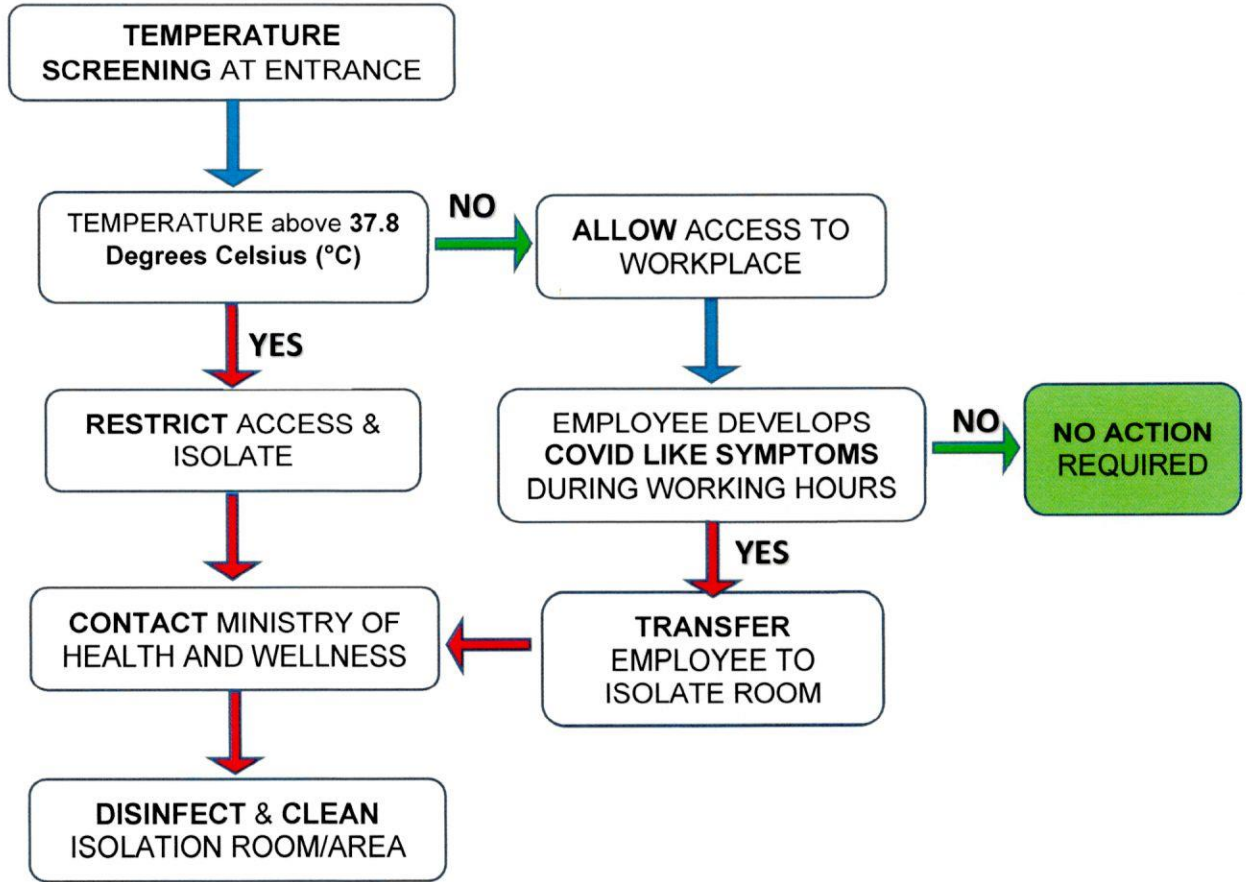 TEMPERATURE
SCREENING AT ENTRANCE
TEMPERATURE above 37.8
Degrees Celsius (ºC)
NO
ALLOW ACCESS TO
WORKPLACE
YES
RESTRICT ACCESS &
ISOLATE
EMPLOYEE DEVELOPS
COVID LIKE SYMPTOMS
DURING WORKING HOURS
NO
NO ACTION
REQUIRED
YES
CONTACT MINISTRY OF
HEALTH AND WELLNESS
TRANSFER
EMPLOYEE TO
ISOLATE ROOM
DISINFECT & CLEAN
ISOLATION ROOM/AREA